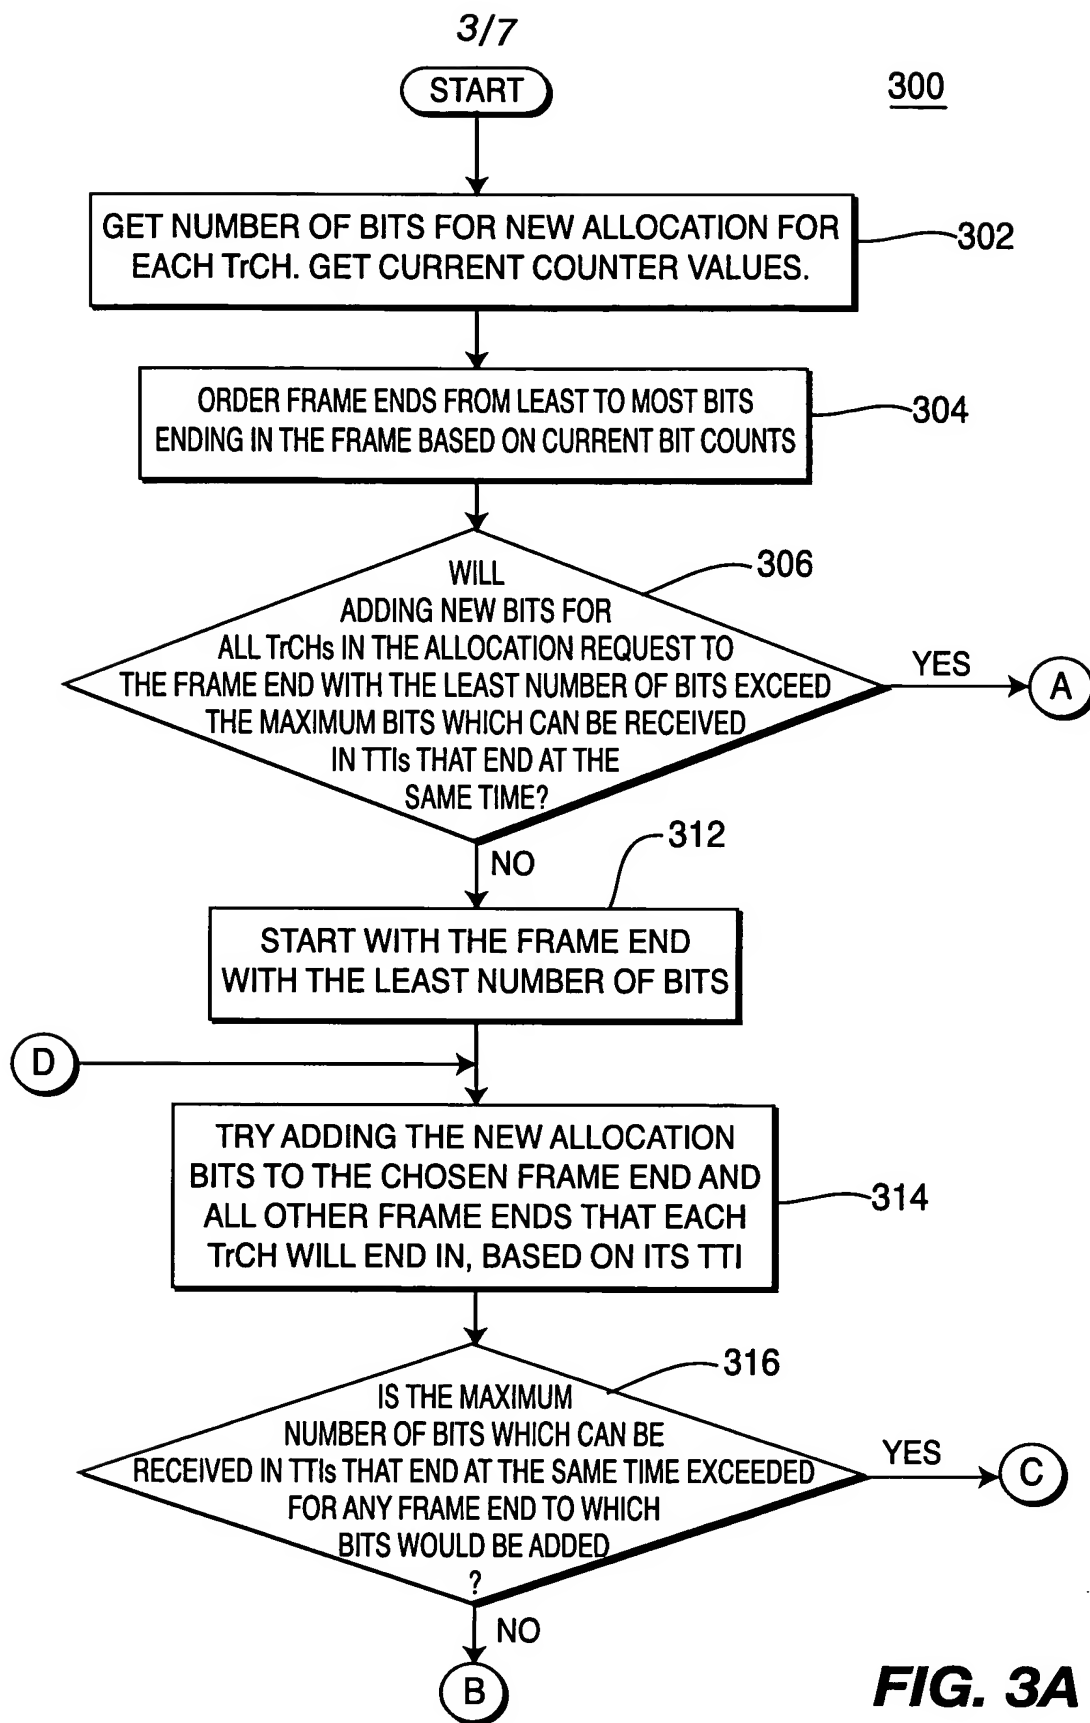 3/7
START
300
GET NUMBER OF BITS FOR NEW ALLOCATION FOR
EACH TrCH. GET CURRENT COUNTER VALUES.
302
ORDER FRAME ENDS FROM LEAST TO MOST BITS
ENDING IN THE FRAME BASED ON CURRENT BIT COUNTS
304
WILL
ADDING NEW BITS FOR
ALL TrCHs IN THE ALLOCATION REQUEST TO
THE FRAME END WITH THE LEAST NUMBER OF BITS EXCEED
THE MAXIMUM BITS WHICH CAN BE RECEIVED
IN TTIs THAT END AT THE
SAME TIME?
306
YES
A
NO
312
START WITH THE FRAME END
WITH THE LEAST NUMBER OF BITS
D
TRY ADDING THE NEW ALLOCATION
BITS TO THE CHOSEN FRAME END AND
ALL OTHER FRAME ENDS THAT EACH
TrCH WILL END IN, BASED ON ITS TTI
314
316
IS THE MAXIMUM
NUMBER OF BITS WHICH CAN BE
RECEIVED IN TTIs THAT END AT THE SAME TIME EXCEEDED
FOR ANY FRAME END TO WHICH
BITS WOULD BE ADDED
?
YES
C
NO
B
FIG. 3A